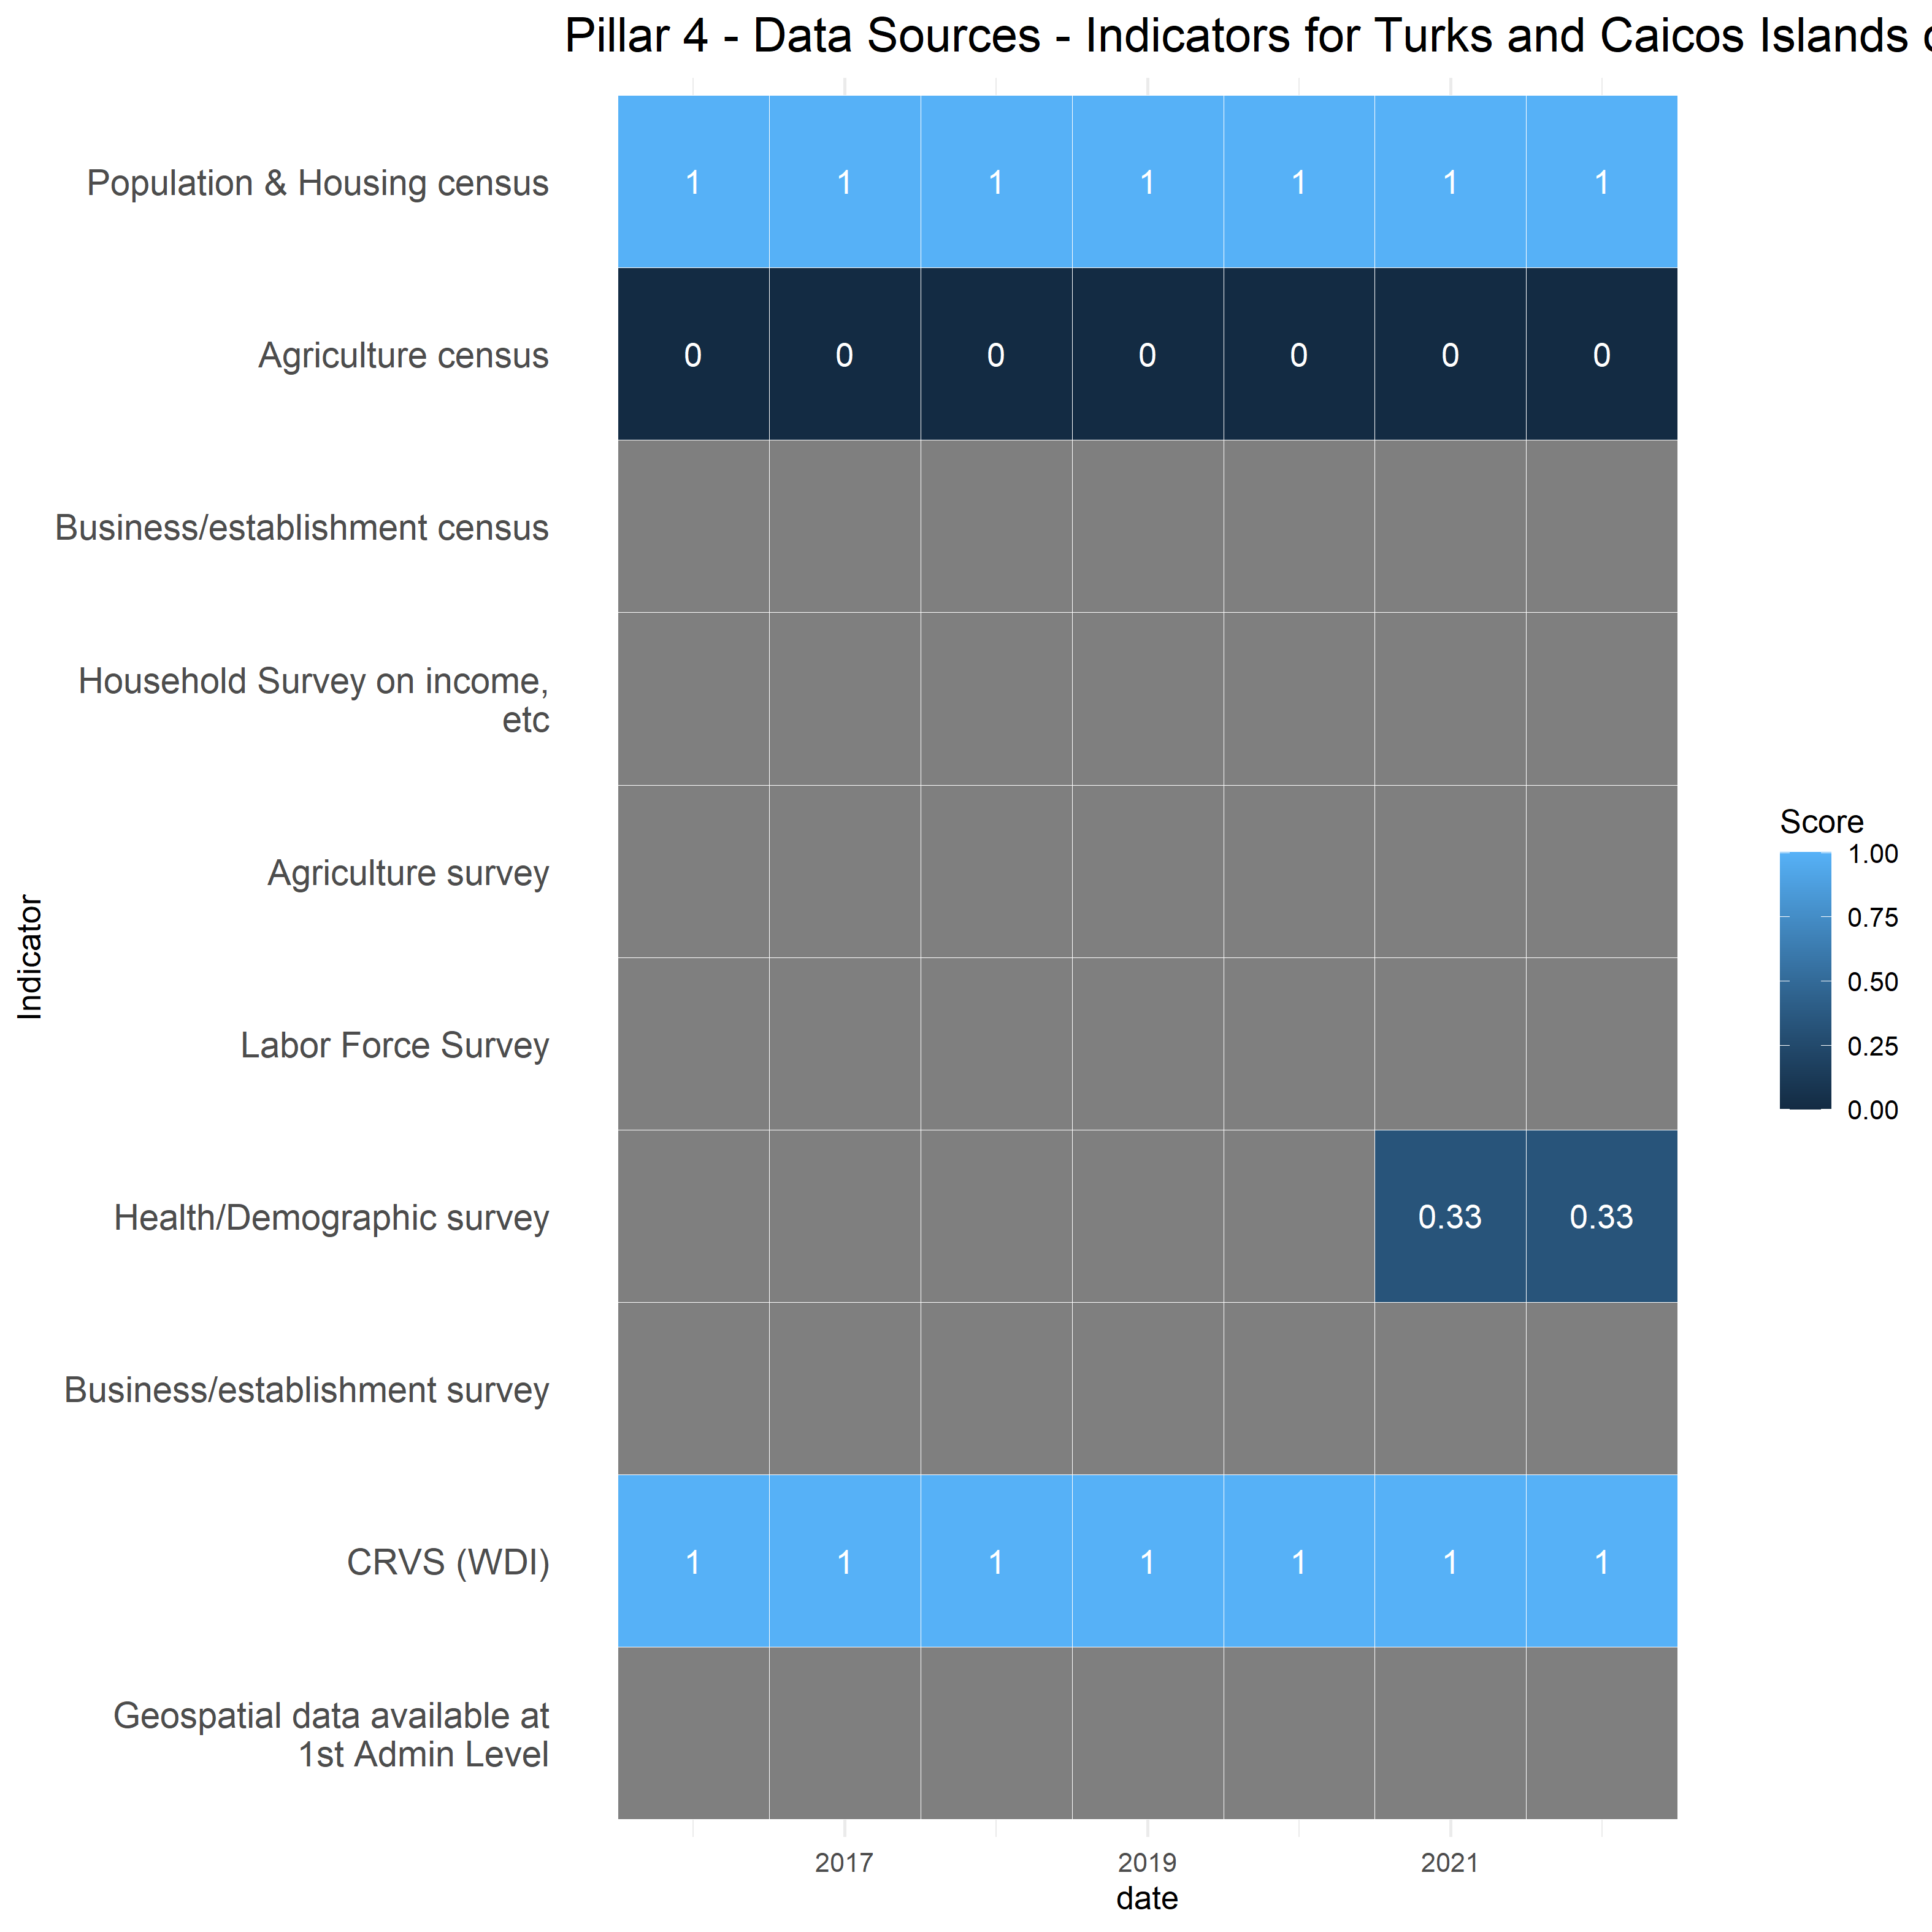 Pillar 4 - Data Sources - Indicators for Turks and Caicos Islands
Population & Housing census
1 1 1 1 1 1 1
Agriculture census
0 0 0 0 0 0 0
Business/establishment census
Household Survey on income,
etc
Agriculture survey
Labor Force Survey
Health/Demographic survey
0.33 0.33
Business/establishment survey
CRVS (WDI)
1 1 1 1 1 1 1
Geospatial data available at
1st Admin Level
Indicator
2017 2019 2021
date
Score
1.00
0.75
0.50
0.25
0.00